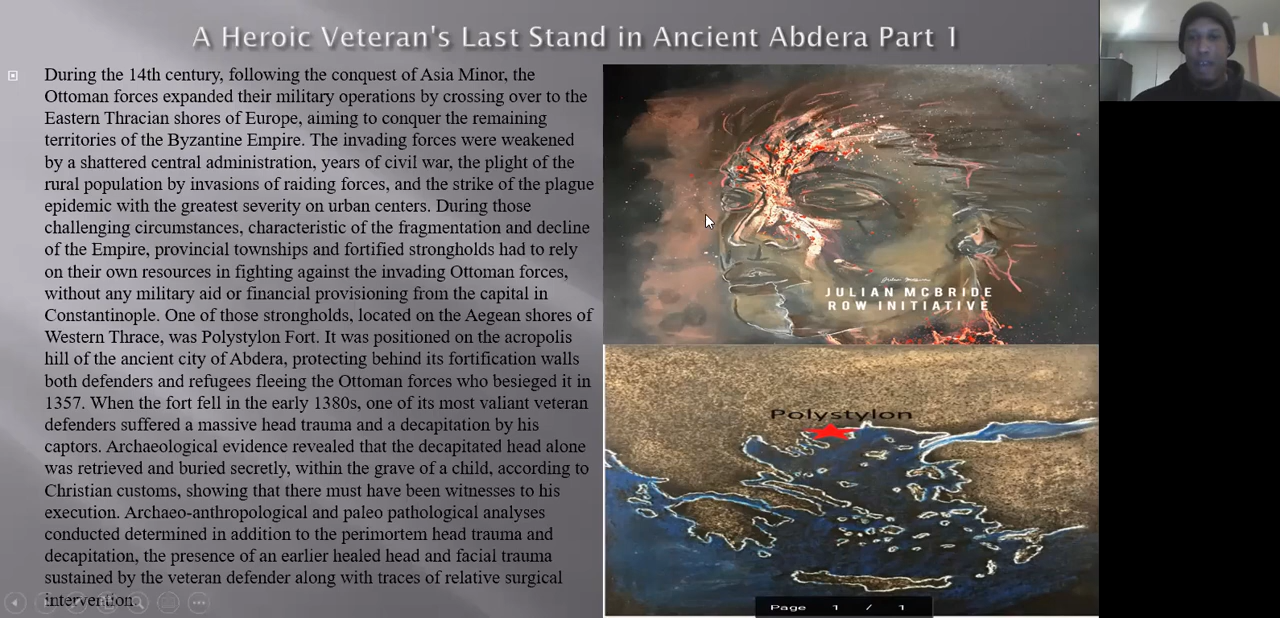 A Heroic Veteran's Last Stand in Ancient Abdera Part 1
During the 14th century, following the conquest of Asia Minor, the
Ottoman forces expanded their military operations by crossing over to the
Eastern Thracian shores of Europe, aiming to conquer the remaining
territories of the Byzantine Empire. The invading forces were weakened
by a shattered central administration, years of civil war, the plight of the
rural population by invasions of raiding forces, and the strike of the plague
epidemic with the greatest severity on urban centers. During those
challenging circumstances, characteristic of the fragmentation and decline
of the Empire, provincial townships and fortified strongholds had to rely
on their own resources in fighting against the invading Ottoman forces,
without any military aid or financial provisioning from the capital in
Constantinople. One of those strongholds, located on the Aegean shores of
Western Thrace, was Polystylon Fort. It was positioned on the acropolis
hill of the ancient city of Abdera, protecting behind its fortification walls
both defenders and refugees fleeing the Ottoman forces who besieged it in
1357. When the fort fell in the early 1380s, one of its most valiant veteran
defenders suffered a massive head trauma and a decapitation by his
captors. Archaeological evidence revealed that the decapitated head alone
was retrieved and buried secretly, within the grave of a child, according to
Christian customs, showing that there must have been witnesses to his
execution. Archaeo-anthropological and paleo pathological analyses
conducted determined in addition to the perimortem head trauma and
decapitation, the presence of an earlier healed head and facial trauma
sustained by the veteran defender along with traces of relative surgical
intervention.
JULIAN MCBRIDE
ROW INITIATIVE
Polystylon
Page 1 / 1